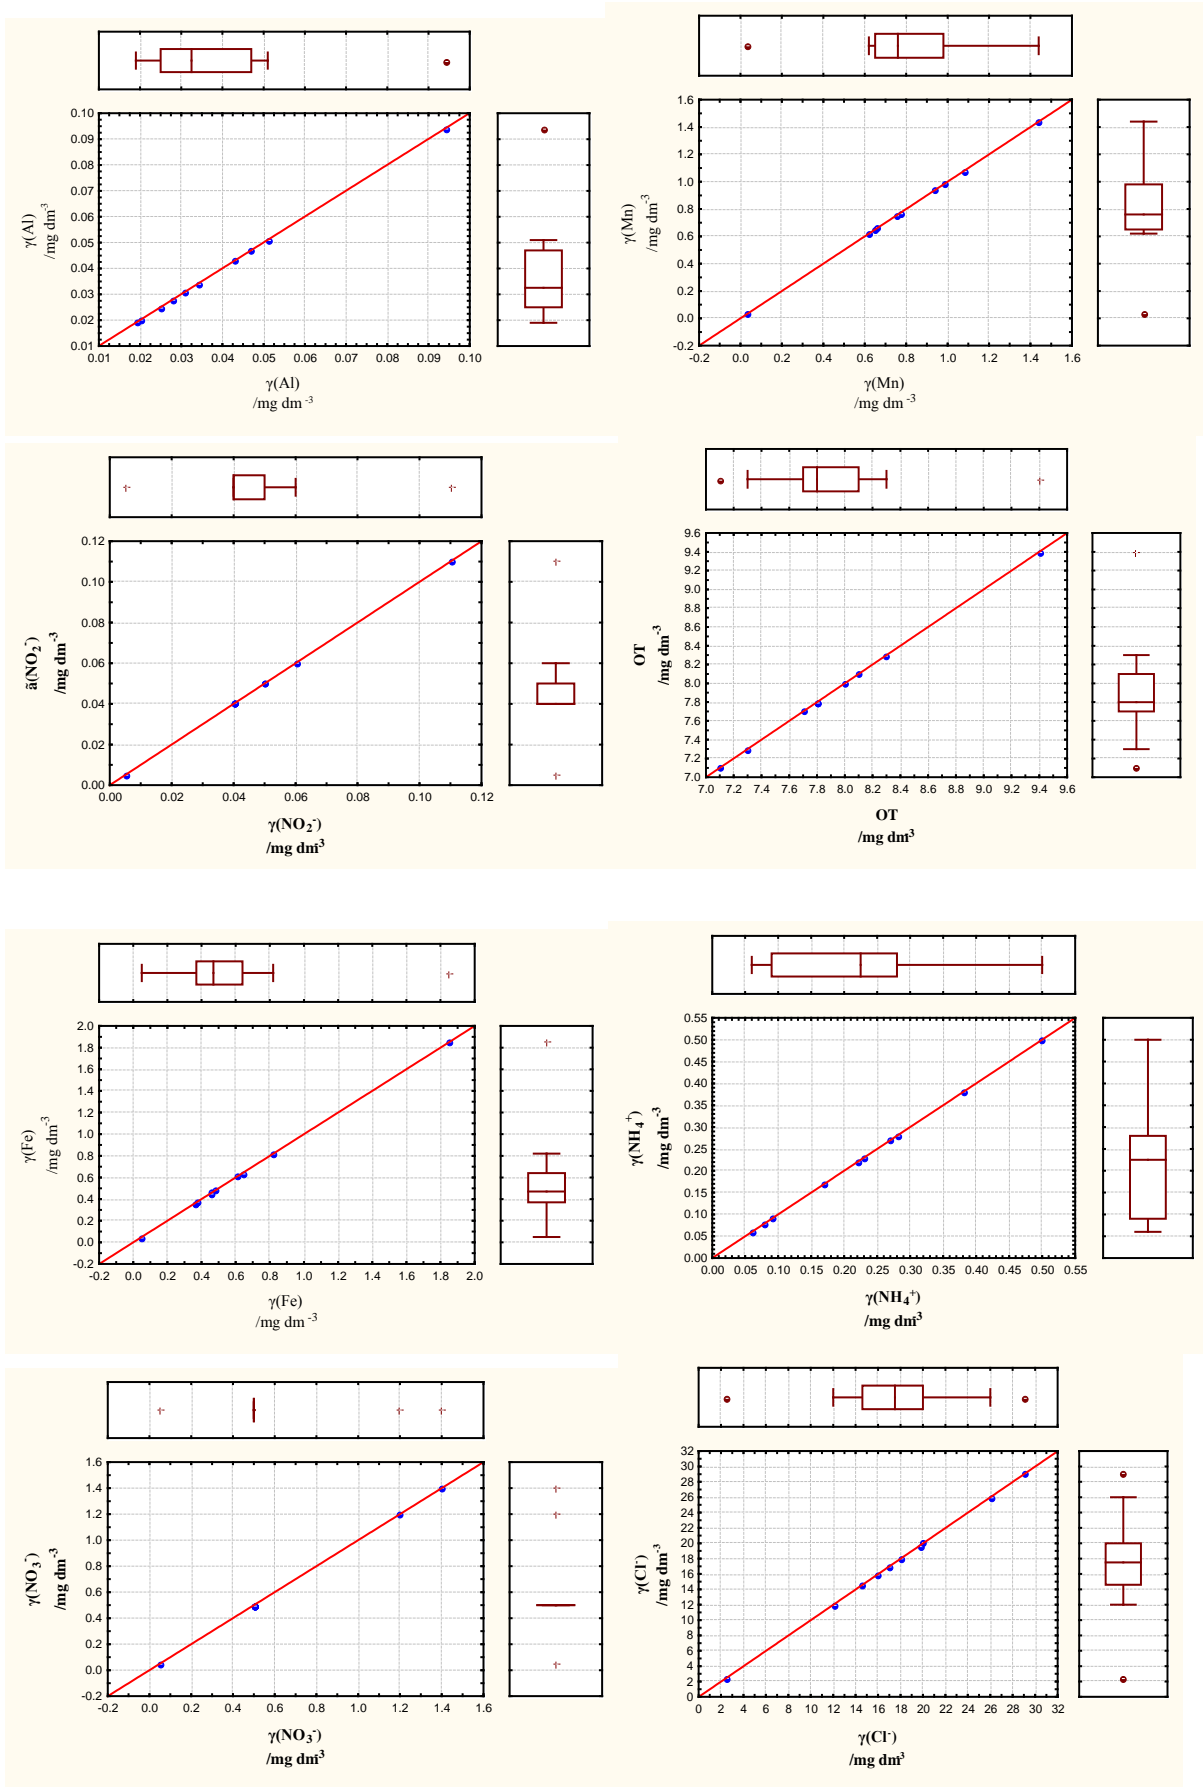 0.10
0.09
0.08
0.07
0.06
0.05
0.04
0.03
0.02
0.01
γ(Al)
/mg dm-3
0.01 0.02 0.03 0.04 0.05 0.06 0.07 0.08 0.09 0.10
γ(Al)
/mg dm -3
1.6
1.4
1.2
1.0
0.8
0.6
0.4
0.2
0.0
-0.2
γ(Mn)
/mg dm-3
-0.2 0.0 0.2 0.4 0.6 0.8 1.0 1.2 1.4 1.6
γ(Mn)
/mg dm -3
0.12
0.10
0.08
0.06
0.04
0.02
0.00
ã(NO2-)
/mg dm-3
0.00 0.02 0.04 0.06 0.08 0.10 0.12
γ(NO2-)
/mg dm-3
9.6
9.4
9.2
9.0
8.8
8.6
8.4
8.2
8.0
7.8
7.6
7.4
7.2
7.0
OT
/mg dm-3
7.0 7.2 7.4 7.6 7.8 8.0 8.2 8.4 8.6 8.8 9.0 9.2 9.4 9.6
OT
/mg dm-3
2.0
1.8
1.6
1.4
1.2
1.0
0.8
0.6
0.4
0.2
0.0
-0.2
γ(Fe)
/mg dm-3
-0.2 0.0 0.2 0.4 0.6 0.8 1.0 1.2 1.4 1.6 1.8 2.0
γ(Fe)
/mg dm -3
0.55
0.50
0.45
0.40
0.35
0.30
0.25
0.20
0.15
0.10
0.05
0.00
γ(NH4+)
/mg dm-3
0.00 0.05 0.10 0.15 0.20 0.25 0.30 0.35 0.40 0.45 0.50 0.55
γ(NH4+)
/mg dm-3
1.6
1.4
1.2
1.0
0.8
0.6
0.4
0.2
0.0
-0.2
γ(NO3-)
/mg dm-3
-0.2 0.0 0.2 0.4 0.6 0.8 1.0 1.2 1.4 1.6
γ(NO3-)
/mg dm-3
32
30
28
26
24
22
20
18
16
14
12
10
8
6
4
2
0
γ(Cl-)
/mg dm-3
0 2 4 6 8 10 12 14 16 18 20 22 24 26 28 30 32
γ(Cl-)
/mg dm-3